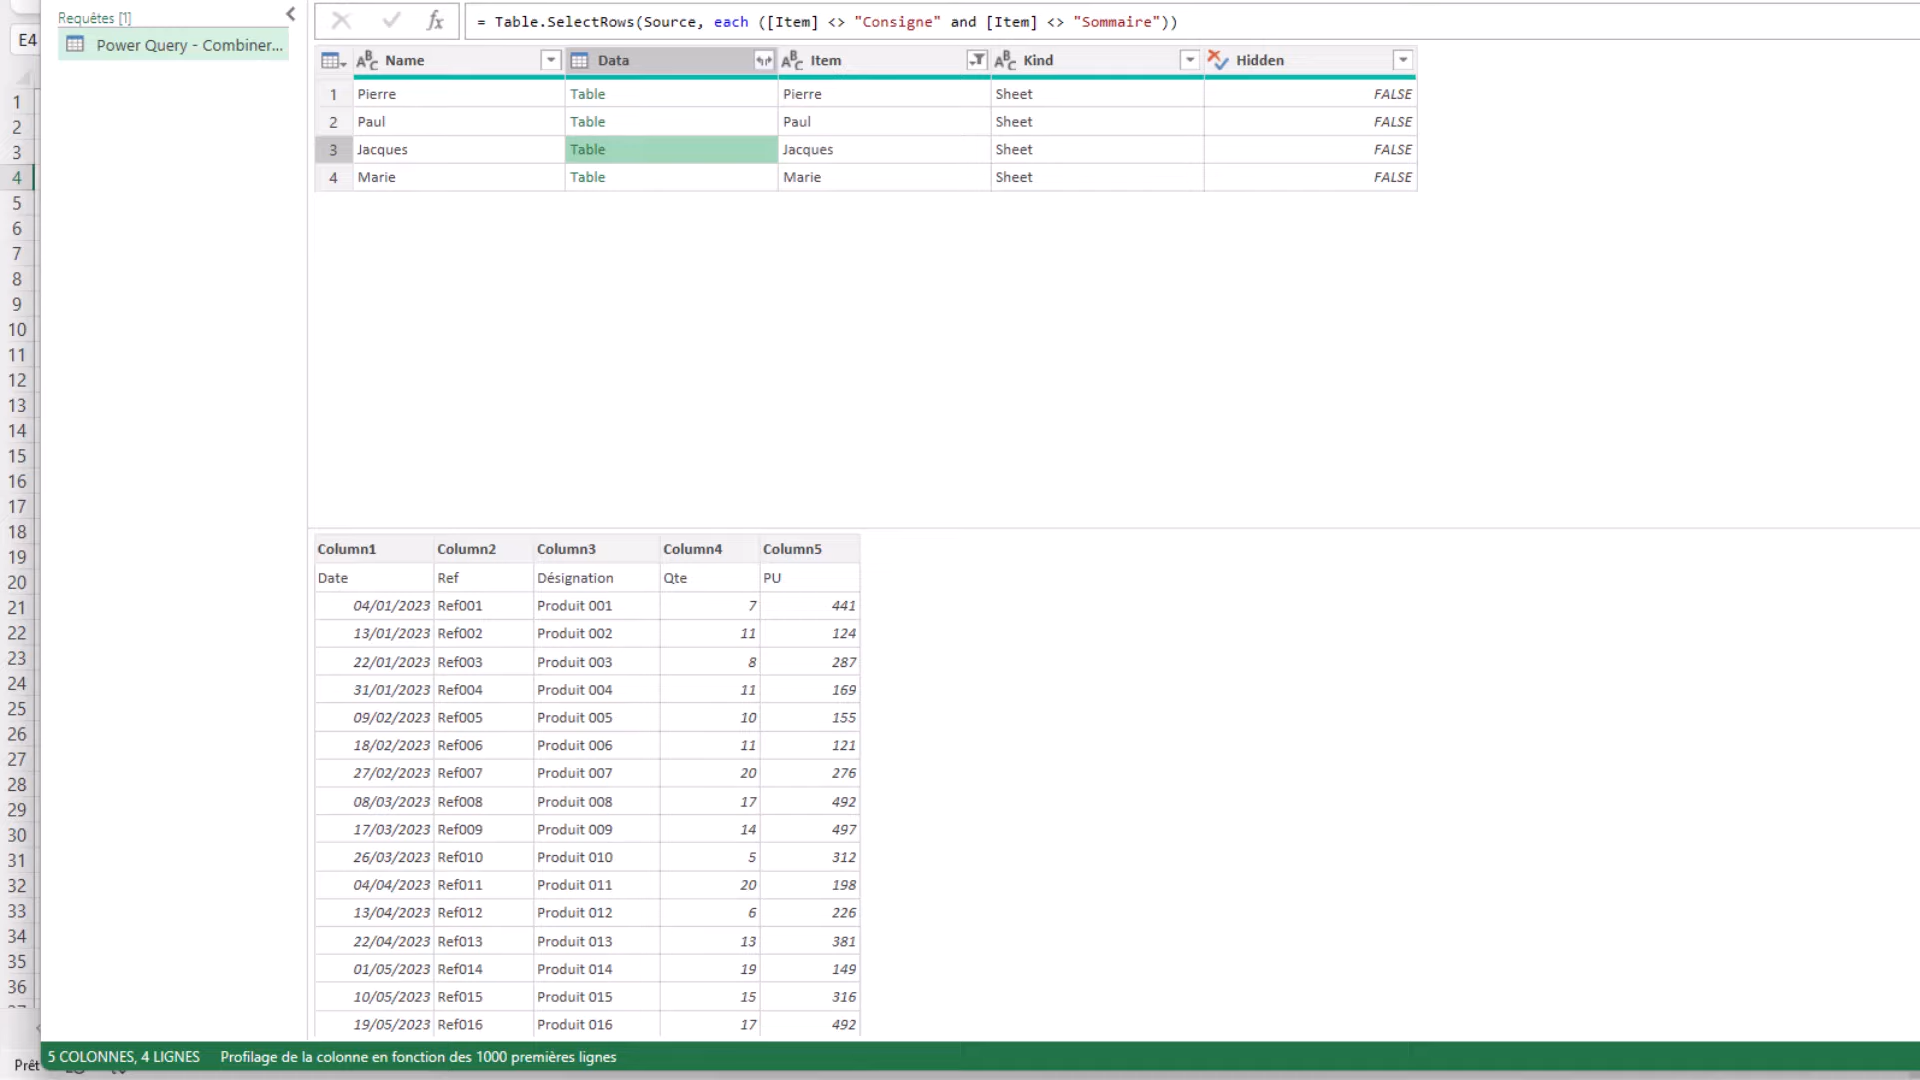 Requêtes [1]
Power Query - Combiner...
E4
= Table.SelectRows(Source, each ([Item] <> "Consigne" and [Item] <> "Sommaire"))
Name Data Item Kind Hidden
1 Pierre Table Pierre Sheet FALSE
2 Paul Table Paul Sheet FALSE
3 Jacques Table Jacques Sheet FALSE
4 Marie Table Marie Sheet FALSE
1
2
3
4
5
6
7
8
9
10
11
12
13
14
15
16
17
18
19
20
21
22
23
24
25
26
27
28
29
30
31
32
33
34
35
36
Column1 Column2 Column3 Column4 Column5
Date Ref Désignation Qte PU
04/01/2023 Ref001 Produit 001 7 441
13/01/2023 Ref002 Produit 002 11 124
22/01/2023 Ref003 Produit 003 8 287
31/01/2023 Ref004 Produit 004 11 169
09/02/2023 Ref005 Produit 005 10 155
18/02/2023 Ref006 Produit 006 11 121
27/02/2023 Ref007 Produit 007 20 276
08/03/2023 Ref008 Produit 008 17 492
17/03/2023 Ref009 Produit 009 14 497
26/03/2023 Ref010 Produit 010 5 312
04/04/2023 Ref011 Produit 011 20 198
13/04/2023 Ref012 Produit 012 6 226
22/04/2023 Ref013 Produit 013 13 381
01/05/2023 Ref014 Produit 014 19 149
10/05/2023 Ref015 Produit 015 15 316
19/05/2023 Ref016 Produit 016 17 492
5 COLONNES, 4 LIGNES Profilage de la colonne en fonction des 1000 premières lignes
Prêt